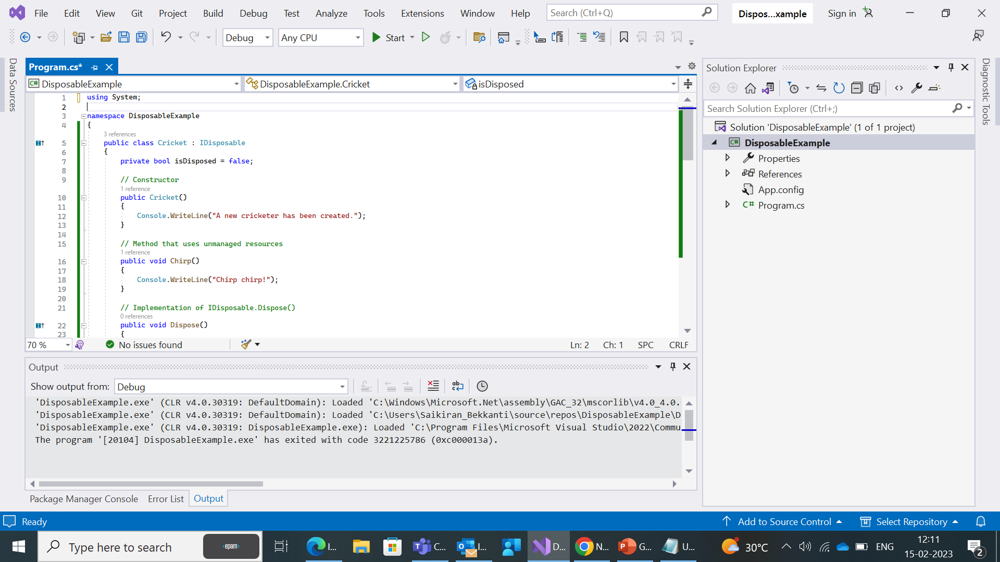 File Edit View Git Project Build Debug Test Analyze Tools Extensions Window Help Search (Ctrl+Q) Dispos...xample Sign in
Debug Any CPU Start
Data Sources
Program.cs*
DisposableExample DisposableExample.Cricket isDisposed
1 using System;
2
3 namespace DisposableExample
4 {
3 references
5 public class Cricket : IDisposable
6 {
7 private bool isDisposed = false;
8
9 // Constructor
1 reference
10 public Cricket()
11 {
12 Console.WriteLine("A new cricketer has been created.");
13 }
14
15 // Method that uses unmanaged resources
1 reference
16 public void Chirp()
17 {
18 Console.WriteLine("Chirp chirp!");
19 }
20
21 // Implementation of IDisposable.Dispose()
0 references
22 public void Dispose()
23 {
70 % No issues found Ln: 2 Ch: 1 SPC CRLF
Output
Show output from: Debug
'DisposableExample.exe' (CLR v4.0.30319: DefaultDomain): Loaded 'C:\Windows\Microsoft.Net\assembly\GAC_32\mscorlib\v4.0_4.0.
'DisposableExample.exe' (CLR v4.0.30319: DefaultDomain): Loaded 'C:\Users\Saikiran_Bekkanti\source\repos\DisposableExample\D
'DisposableExample.exe' (CLR v4.0.30319: DisposableExample.exe): Loaded 'C:\Program Files\Microsoft Visual Studio\2022\Commu
The program '[20104] DisposableExample.exe' has exited with code 3221225786 (0xc000013a).
Package Manager Console Error List Output
Solution Explorer
Search Solution Explorer (Ctrl+;)
Solution 'DisposableExample' (1 of 1 project)
C# DisposableExample
Properties
References
App.config
C# Program.cs
Diagnostic Tools
Ready Add to Source Control Select Repository
Type here to search <epam> I... C... I... D... N... G... U... 30°C ENG 12:11
15-02-2023 2